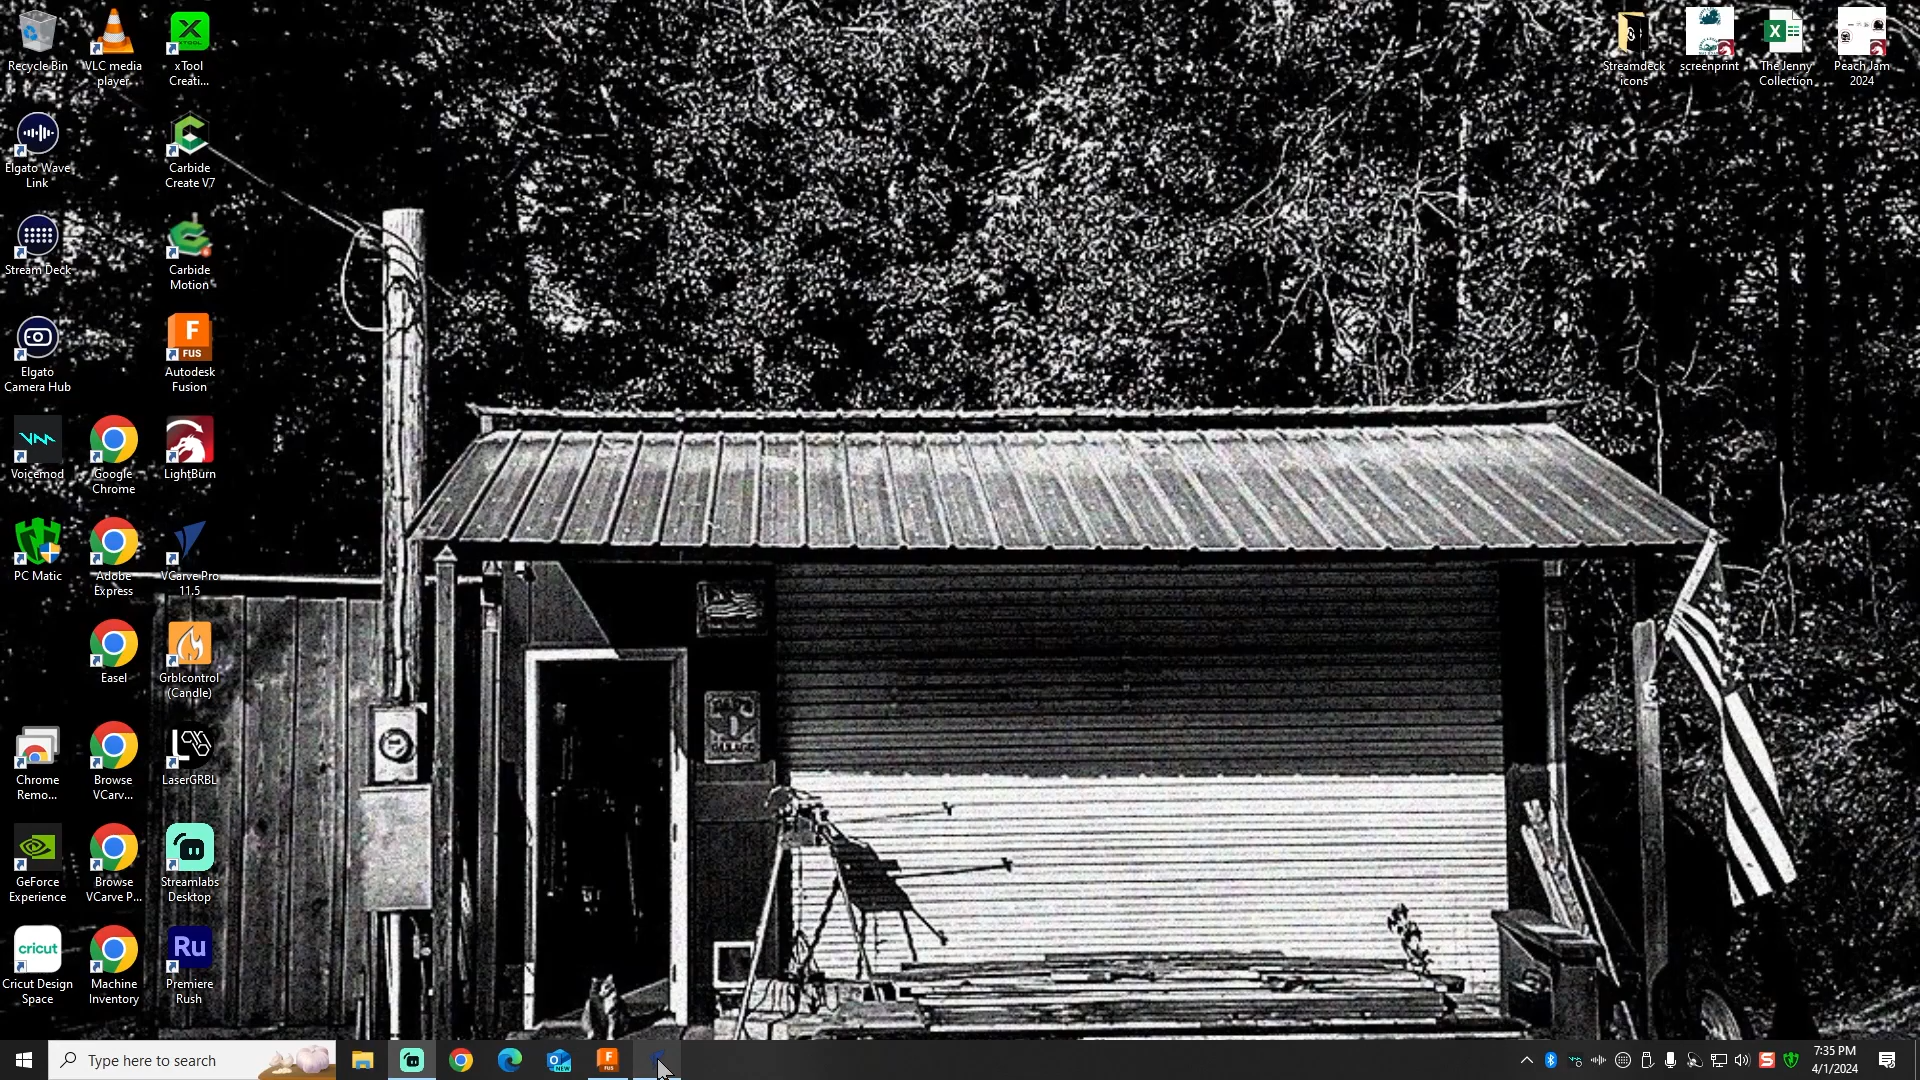 Recycle Bin
VLC media
player
xTool
Creati...
Elgato Wave
Link
Carbide
Create V7
Stream Deck
Carbide
Motion
Elgato
Camera Hub
F
FUS
Autodesk
Fusion
Voicemod
Google
Chrome
LightBurn
PC Matic
Adobe
Express
VCarve Pro
11.5
Easel
Grblcontrol
(Candle)
Chrome
Remo...
Browse
VCarv...
LaserGRBL
GeForce
Experience
Browse
VCarve P...
Streamlabs
Desktop
cricut
Cricut Design
Space
Machine
Inventory
Ru
Premiere
Rush
Streamdeck
icons
screenprint
The Jenny
Collection
Peach Jam
2024
Type here to search
7:35 PM
4/1/2024